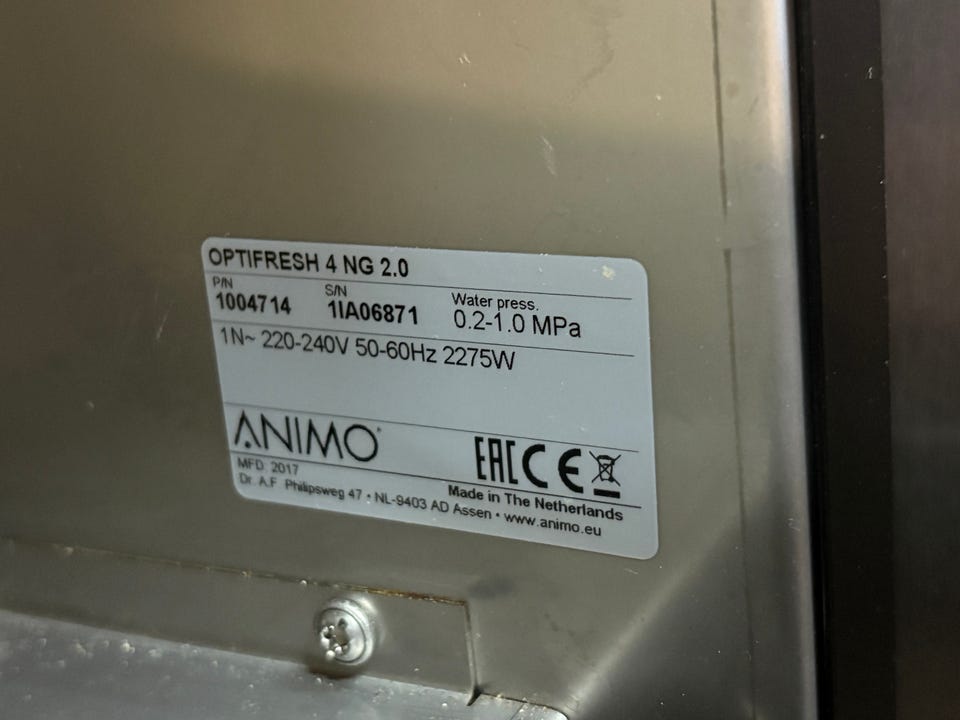 OPTIFRESH 4 NG 2.0
P/N S/N Water press.
1004714 1IA06871 0.2-1.0 MPa
1N~ 220-240V 50-60Hz 2275W
ANIMO
EAC CE
MFD. 2017 Made in The Netherlands
Dr. A.F. Philipsweg 47 • NL-9403 AD Assen • www.animo.eu